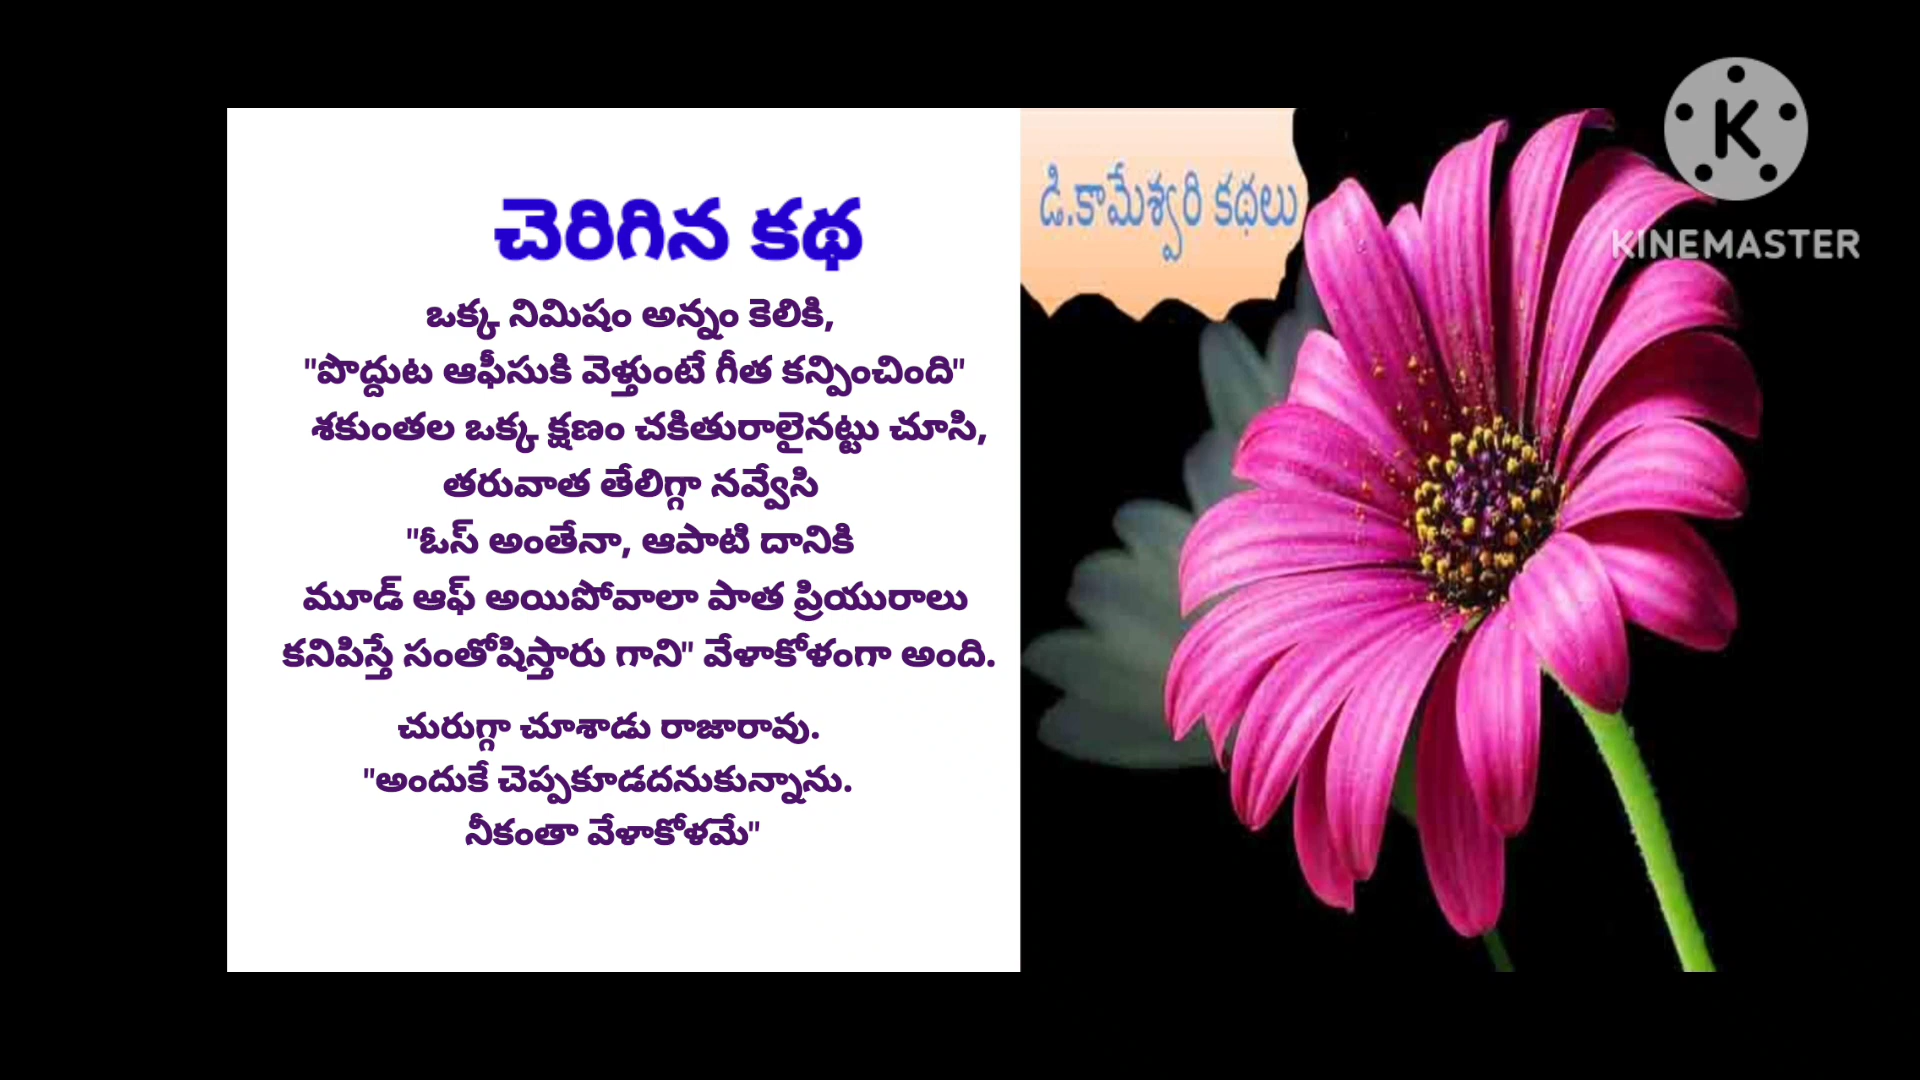 చెరిగిన కథ
ఒక్క నిమిషం అన్నం కెలికి,
"పొద్దుట ఆఫీసుకి వెళ్తుంటే గీత కన్పించింది"
శకుంతల ఒక్క క్షణం చకితురాలైనట్టు చూసి,
తరువాత తేలిగ్గా నవ్వేసి
"ఓస్ అంతేనా, ఆపాటి దానికి
మూడ్ ఆఫ్ అయిపోవాలా పాత ప్రియురాలు
కనిపిస్తే సంతోషిస్తారు గాని" వేళాకోళంగా అంది.
చురుగ్గా చూశాడు రాజారావు.
"అందుకే చెప్పకూడదనుకున్నాను.
నీకంతా వేళాకోళమే"
డి.కామేశ్వరి కథలు
K
KINEMASTER